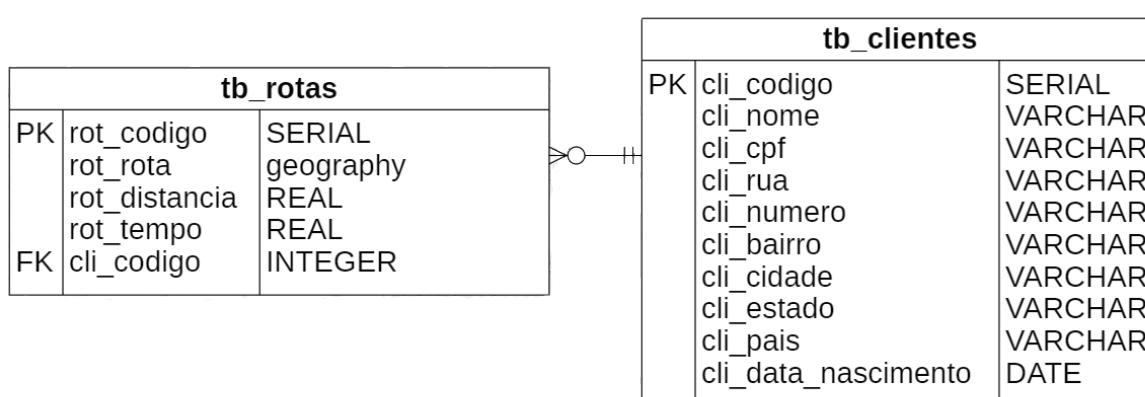 tb_rotas
PK rot_codigo SERIAL
rot_rota geography
rot_distancia REAL
rot_tempo REAL
FK cli_codigo INTEGER
tb_clientes
PK cli_codigo SERIAL
cli_nome VARCHAR
cli_cpf VARCHAR
cli_rua VARCHAR
cli_numero VARCHAR
cli_bairro VARCHAR
cli_cidade VARCHAR
cli_estado VARCHAR
cli_pais VARCHAR
cli_data_nascimento DATE